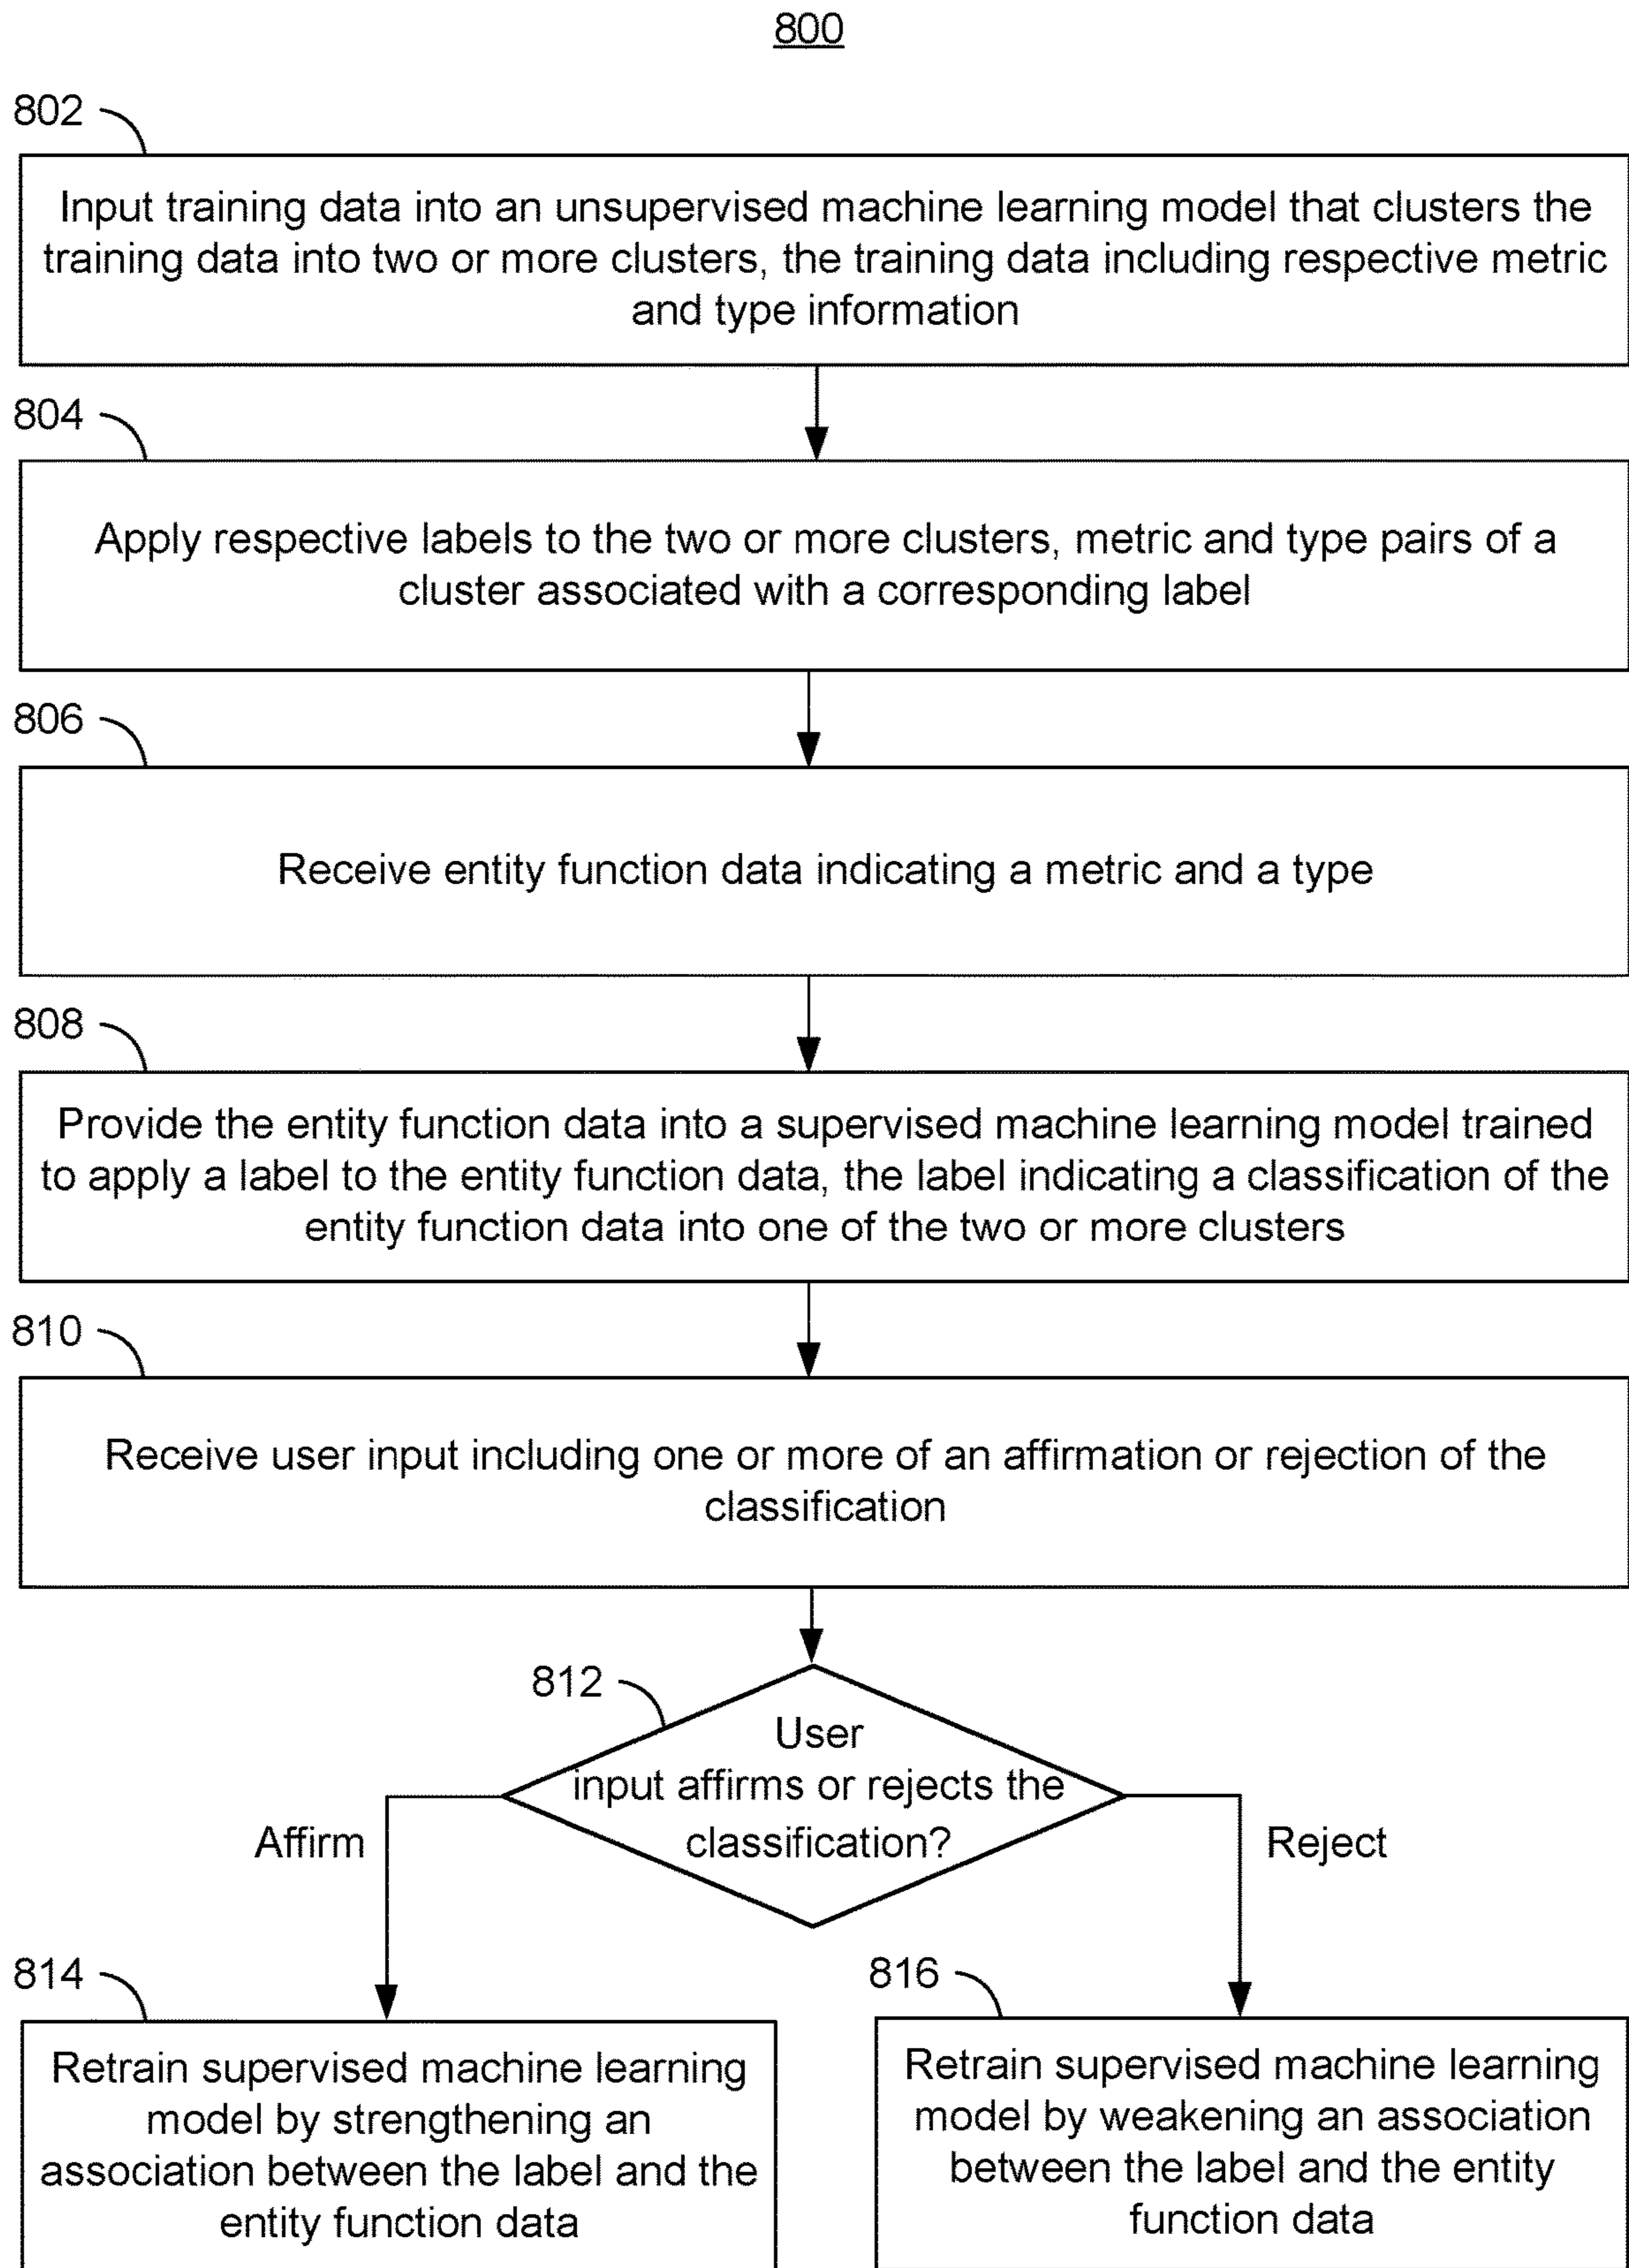 800
802
Input training data into an unsupervised machine learning model that clusters the
training data into two or more clusters, the training data including respective metric
and type information
804
Apply respective labels to the two or more clusters, metric and type pairs of a
cluster associated with a corresponding label
806
Receive entity function data indicating a metric and a type
808
Provide the entity function data into a supervised machine learning model trained
to apply a label to the entity function data, the label indicating a classification of the
entity function data into one of the two or more clusters
810
Receive user input including one or more of an affirmation or rejection of the
classification
812
User
input affirms or rejects the
classification?
Affirm
Reject
814
Retrain supervised machine learning
model by strengthening an
association between the label and the
entity function data
816
Retrain supervised machine learning
model by weakening an association
between the label and the entity
function data